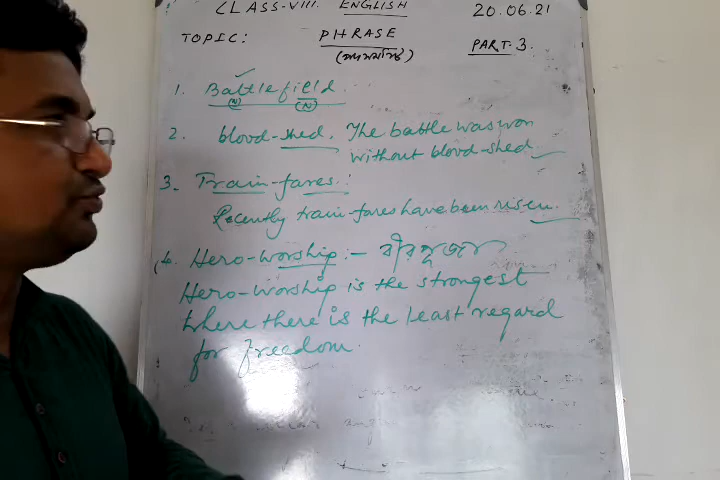 CLASS-VIII. ENGLISH 20.06.21
TOPIC: PHRASE PART-3.
1. Battlefield
(N) (N)
2. blood-shed. The battle was won
without blood-shed
3. Train-fares:
Recently train-fares have been risen.
Hero-Worship :- বীরপূজা
Hero-Worship is the strongest
where there is the least regard
for freedom.